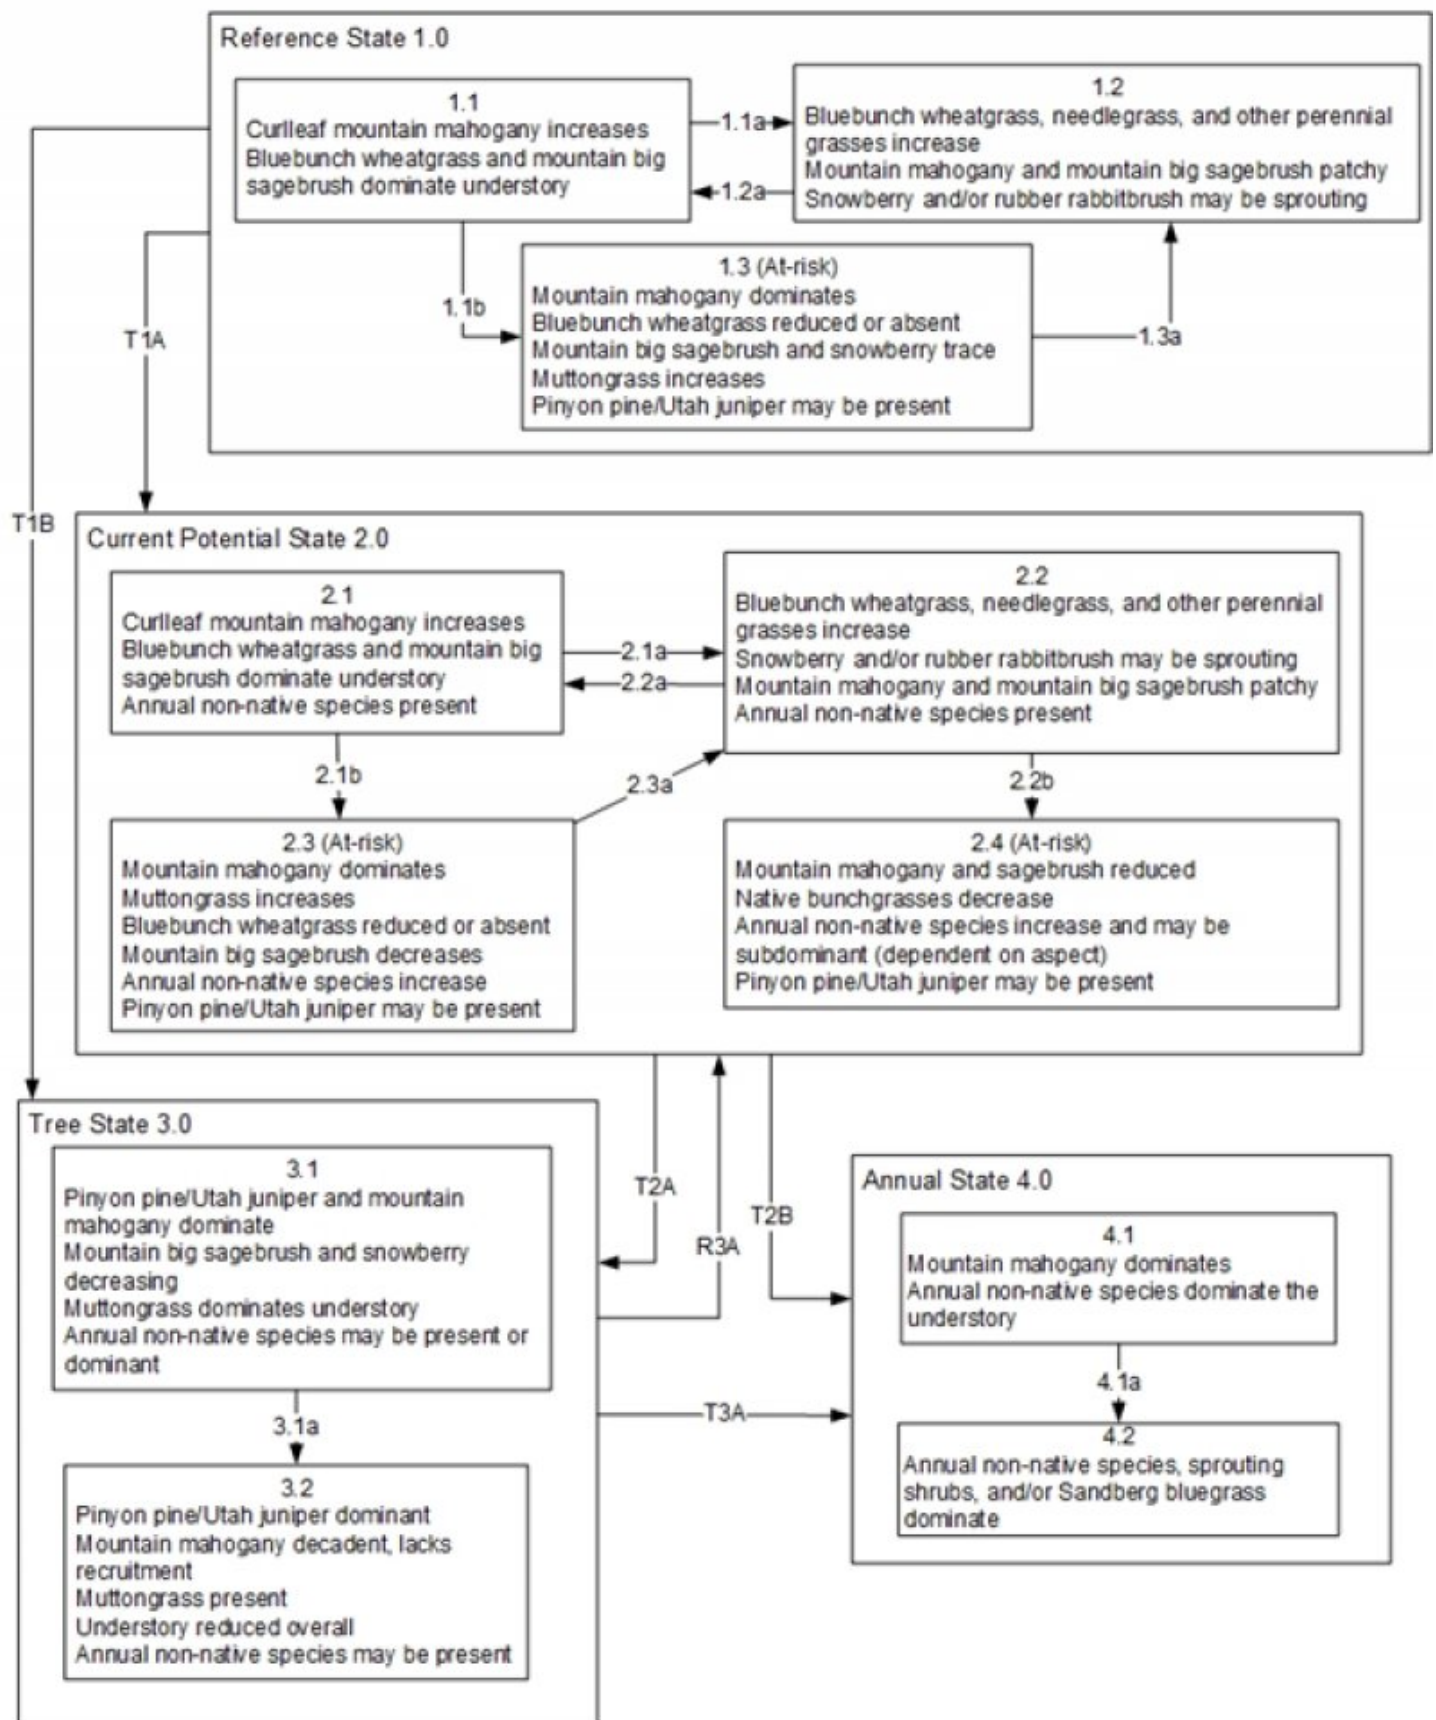 Reference State 1.0
1.1
Curlleaf mountain mahogany increases
Bluebunch wheatgrass and mountain big
sagebrush dominate understory
1.1a
1.2a
1.2
Bluebunch wheatgrass, needlegrass, and other perennial
grasses increase
Mountain mahogany and mountain big sagebrush patchy
Snowberry and/or rubber rabbitbrush may be sprouting
1.1b
1.3 (At-risk)
Mountain mahogany dominates
Bluebunch wheatgrass reduced or absent
Mountain big sagebrush and snowberry trace
Muttongrass increases
Pinyon pine/Utah juniper may be present
1.3a
T1A
T1B
Current Potential State 2.0
2.1
Curlleaf mountain mahogany increases
Bluebunch wheatgrass and mountain big
sagebrush dominate understory
Annual non-native species present
2.1a
2.2a
2.2
Bluebunch wheatgrass, needlegrass, and other perennial
grasses increase
Snowberry and/or rubber rabbitbrush may be sprouting
Mountain mahogany and mountain big sagebrush patchy
Annual non-native species present
2.1b
2.3a
2.2b
2.3 (At-risk)
Mountain mahogany dominates
Muttongrass increases
Bluebunch wheatgrass reduced or absent
Mountain big sagebrush decreases
Annual non-native species increase
Pinyon pine/Utah juniper may be present
2.4 (At-risk)
Mountain mahogany and sagebrush reduced
Native bunchgrasses decrease
Annual non-native species increase and may be
subdominant (dependent on aspect)
Pinyon pine/Utah juniper may be present
Tree State 3.0
3.1
Pinyon pine/Utah juniper and mountain
mahogany dominate
Mountain big sagebrush and snowberry
decreasing
Muttongrass dominates understory
Annual non-native species may be present or
dominant
3.1a
3.2
Pinyon pine/Utah juniper dominant
Mountain mahogany decadent, lacks
recruitment
Muttongrass present
Understory reduced overall
Annual non-native species may be present
T2A
R3A
T2B
T3A
Annual State 4.0
4.1
Mountain mahogany dominates
Annual non-native species dominate the
understory
4.1a
4.2
Annual non-native species, sprouting
shrubs, and/or Sandberg bluegrass
dominate